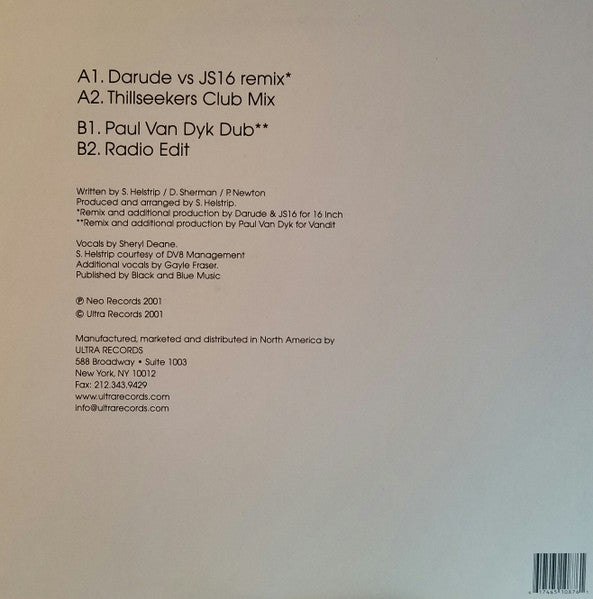 A1. Darude vs JS16 remix*
A2. Thillseekers Club Mix
B1. Paul Van Dyk Dub**
B2. Radio Edit
Written by S. Helstrip / D. Sherman / P. Newton
Produced and arranged by S. Helstrip.
*Remix and additional production by Darude & JS16 for 16 Inch
**Remix and additional production by Paul Van Dyk for Vandit
Vocals by Sheryl Deane.
S. Helstrip courtesy of DV8 Management
Additional vocals by Gayle Fraser.
Published by Black and Blue Music
℗ Neo Records 2001
© Ultra Records 2001
Manufactured, marketed and distributed in North America by
ULTRA RECORDS
588 Broadway • Suite 1003
New York, NY 10012
Fax: 212.343.9429
www.ultrarecords.com
info@ultrarecords.com